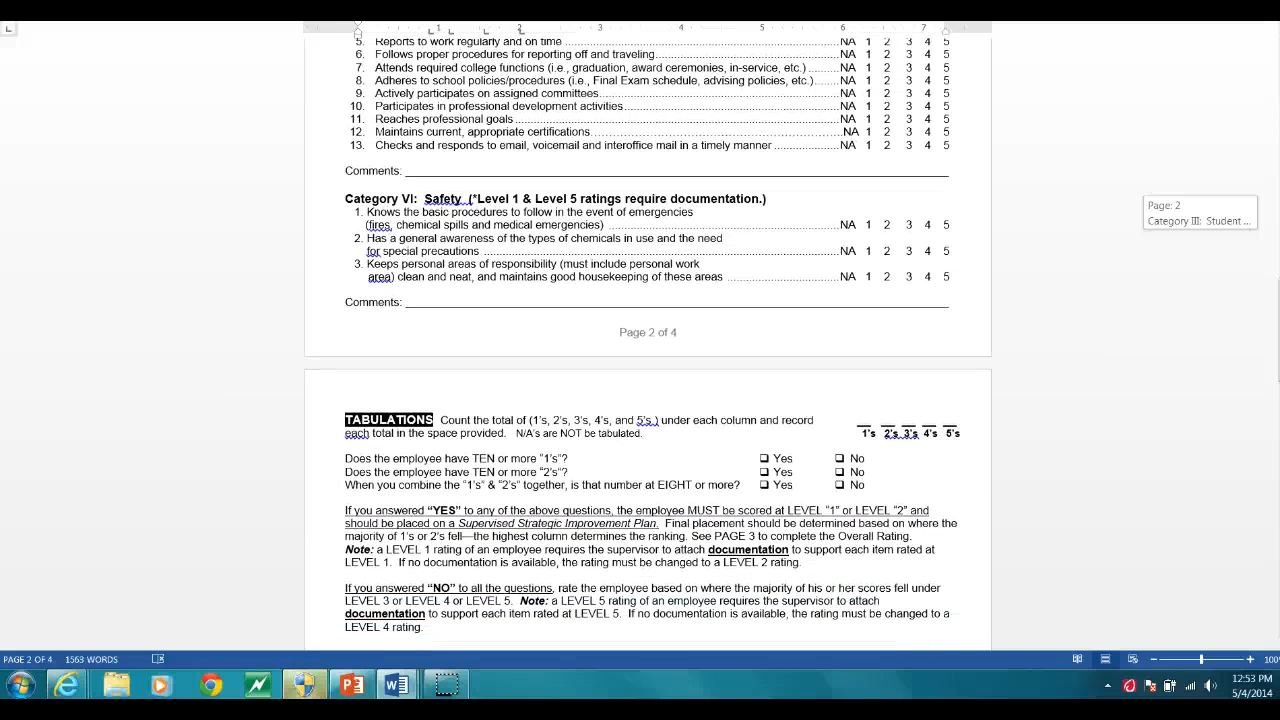 1 2 3 4 5 6 7
5. Reports to work regularly and on time NA 1 2 3 4 5
6. Follows proper procedures for reporting off and traveling NA 1 2 3 4 5
7. Attends required college functions (i.e., graduation, award ceremonies, in-service, etc.) NA 1 2 3 4 5
8. Adheres to school policies/procedures (i.e., Final Exam schedule, advising policies, etc.) NA 1 2 3 4 5
9. Actively participates on assigned committees NA 1 2 3 4 5
10. Participates in professional development activities NA 1 2 3 4 5
11. Reaches professional goals NA 1 2 3 4 5
12. Maintains current, appropriate certifications NA 1 2 3 4 5
13. Checks and responds to email, voicemail and interoffice mail in a timely manner NA 1 2 3 4 5
Comments:
Category VI: Safety (*Level 1 & Level 5 ratings require documentation.)
1. Knows the basic procedures to follow in the event of emergencies
(fires, chemical spills and medical emergencies) NA 1 2 3 4 5
2. Has a general awareness of the types of chemicals in use and the need
for special precautions NA 1 2 3 4 5
3. Keeps personal areas of responsibility (must include personal work
area) clean and neat, and maintains good housekeeping of these areas NA 1 2 3 4 5
Comments:
Page 2 of 4
Page: 2
Category III: Student ...
TABULATIONS Count the total of (1's, 2's, 3's, 4's, and 5's.) under each column and record
each total in the space provided. N/A's are NOT be tabulated. 1's 2's 3's 4's 5's
Does the employee have TEN or more "1's"? ❑ Yes ❑ No
Does the employee have TEN or more "2's"? ❑ Yes ❑ No
When you combine the "1's" & "2's" together, is that number at EIGHT or more? ❑ Yes ❑ No
If you answered "YES" to any of the above questions, the employee MUST be scored at LEVEL "1" or LEVEL "2" and
should be placed on a Supervised Strategic Improvement Plan. Final placement should be determined based on where the
majority of 1's or 2's fell—the highest column determines the ranking. See PAGE 3 to complete the Overall Rating.
Note: a LEVEL 1 rating of an employee requires the supervisor to attach documentation to support each item rated at
LEVEL 1. If no documentation is available, the rating must be changed to a LEVEL 2 rating.
If you answered "NO" to all the questions, rate the employee based on where the majority of his or her scores fell under
LEVEL 3 or LEVEL 4 or LEVEL 5. Note: a LEVEL 5 rating of an employee requires the supervisor to attach
documentation to support each item rated at LEVEL 5. If no documentation is available, the rating must be changed to a
LEVEL 4 rating.
PAGE 2 OF 4 1563 WORDS 100
12:53 PM
5/4/2014